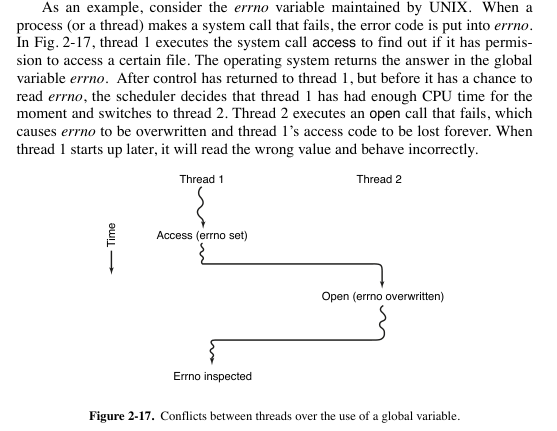 As an example, consider the errno variable maintained by UNIX. When a
process (or a thread) makes a system call that fails, the error code is put into errno.
In Fig. 2-17, thread 1 executes the system call access to find out if it has permis-
sion to access a certain file. The operating system returns the answer in the global
variable errno. After control has returned to thread 1, but before it has a chance to
read errno, the scheduler decides that thread 1 has had enough CPU time for the
moment and switches to thread 2. Thread 2 executes an open call that fails, which
causes errno to be overwritten and thread 1's access code to be lost forever. When
thread 1 starts up later, it will read the wrong value and behave incorrectly.
Thread 1
Thread 2
Time
Access (errno set)
Open (errno overwritten)
Errno inspected
Figure 2-17. Conflicts between threads over the use of a global variable.